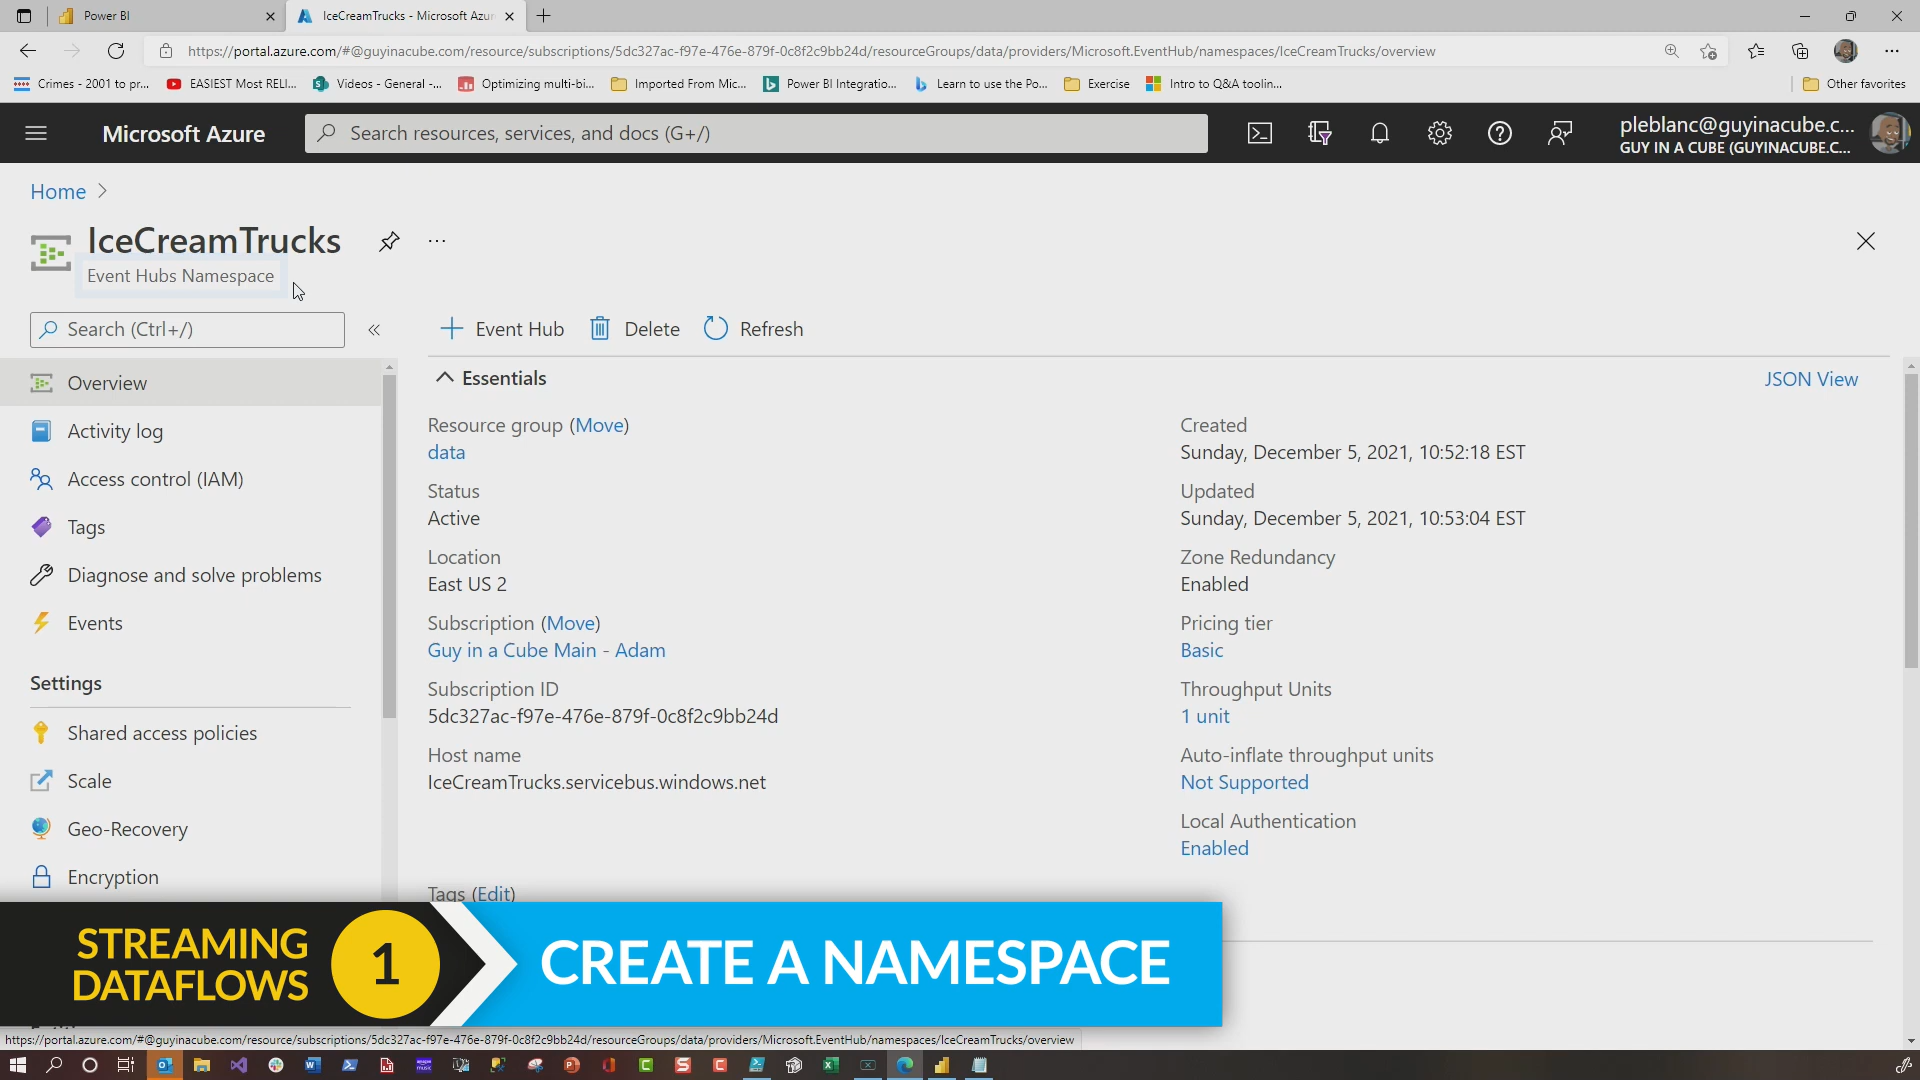 Power BI
IceCreamTrucks - Microsoft Azur
https://portal.azure.com/#@guyinacube.com/resource/subscriptions/5dc327ac-f97e-476e-879f-0c8f2c9bb24d/resourceGroups/data/providers/Microsoft.EventHub/namespaces/IceCreamTrucks/overview
Crimes - 2001 to pr...
EASIEST Most RELI...
Videos - General -...
Optimizing multi-bi...
Imported From Mic...
Power BI Integratio...
Learn to use the Po...
Exercise
Intro to Q&A toolin...
Other favorites
Microsoft Azure
Search resources, services, and docs (G+/)
pleblanc@guyinacube.c...
GUY IN A CUBE (GUYINACUBE.C...
Home
IceCreamTrucks
...
Event Hubs Namespace
Search (Ctrl+/)
Event Hub
Delete
Refresh
Overview
Activity log
Access control (IAM)
Tags
Diagnose and solve problems
Events
Settings
Shared access policies
Scale
Geo-Recovery
Encryption
Essentials
JSON View
Resource group (Move)
data
Status
Active
Location
East US 2
Subscription (Move)
Guy in a Cube Main - Adam
Subscription ID
5dc327ac-f97e-476e-879f-0c8f2c9bb24d
Host name
IceCreamTrucks.servicebus.windows.net
Created
Sunday, December 5, 2021, 10:52:18 EST
Updated
Sunday, December 5, 2021, 10:53:04 EST
Zone Redundancy
Enabled
Pricing tier
Basic
Throughput Units
1 unit
Auto-inflate throughput units
Not Supported
Local Authentication
Enabled
Tags (Edit)
STREAMING
DATAFLOWS
1
CREATE A NAMESPACE
https://portal.azure.com/#@guyinacube.com/resource/subscriptions/5dc327ac-f97e-476e-879f-0c8f2c9bb24d/resourceGroups/data/providers/Microsoft.EventHub/namespaces/IceCreamTrucks/overview